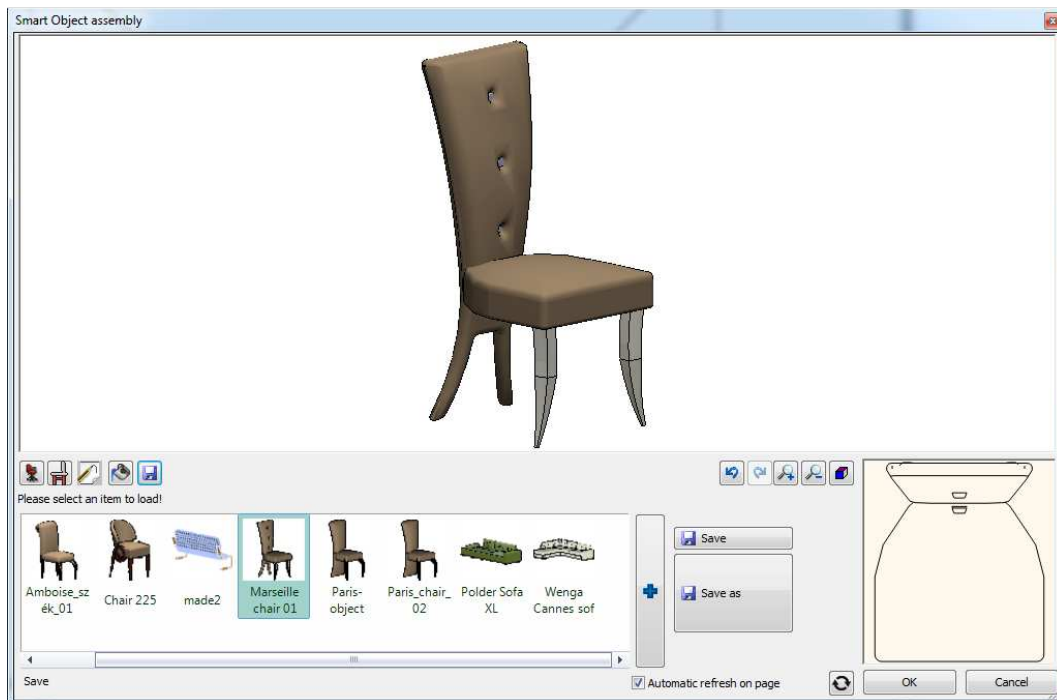 Smart Object assembly
Please select an item to load!
Amboise_sz
ék_01
Chair 225
made2
Marseille
chair 01
Paris-
object
Paris_chair_
02
Polder Sofa
XL
Wenga
Cannes sof
Save
Save as
Save
Automatic refresh on page
OK
Cancel